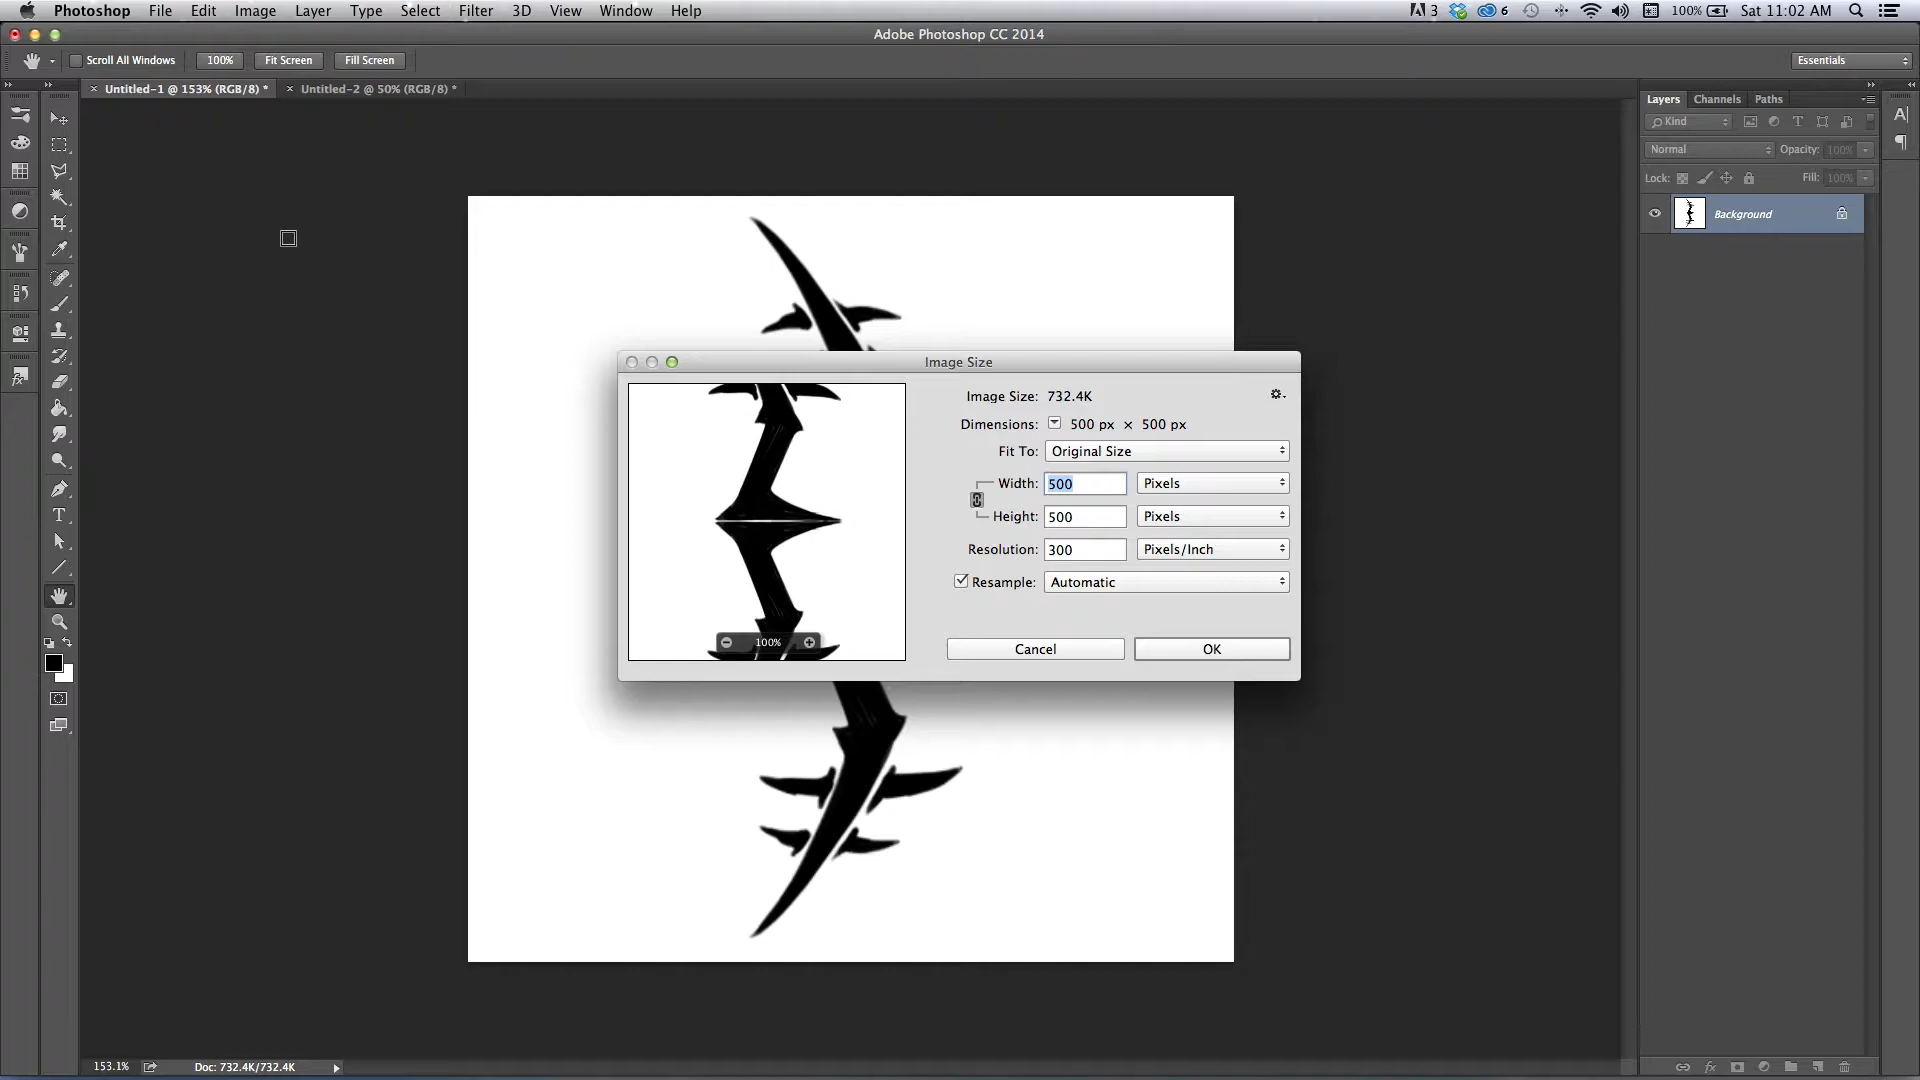 Photoshop File Edit Image Layer Type Select Filter 3D View Window Help 3 6 100% Sat 11:02 AM
Adobe Photoshop CC 2014
Scroll All Windows 100% Fit Screen Fill Screen Essentials
Untitled-1 @ 153% (RGB/8) * Untitled-2 @ 50% (RGB/8) *
Layers Channels Paths
Kind
Normal Opacity: 100%
Lock: Fill: 100%
Background
Image Size
Image Size: 732.4K
Dimensions: 500 px × 500 px
Fit To: Original Size
Width: 500 Pixels
Height: 500 Pixels
Resolution: 300 Pixels/Inch
Resample: Automatic
100%
Cancel OK
153.1% Doc: 732.4K/732.4K